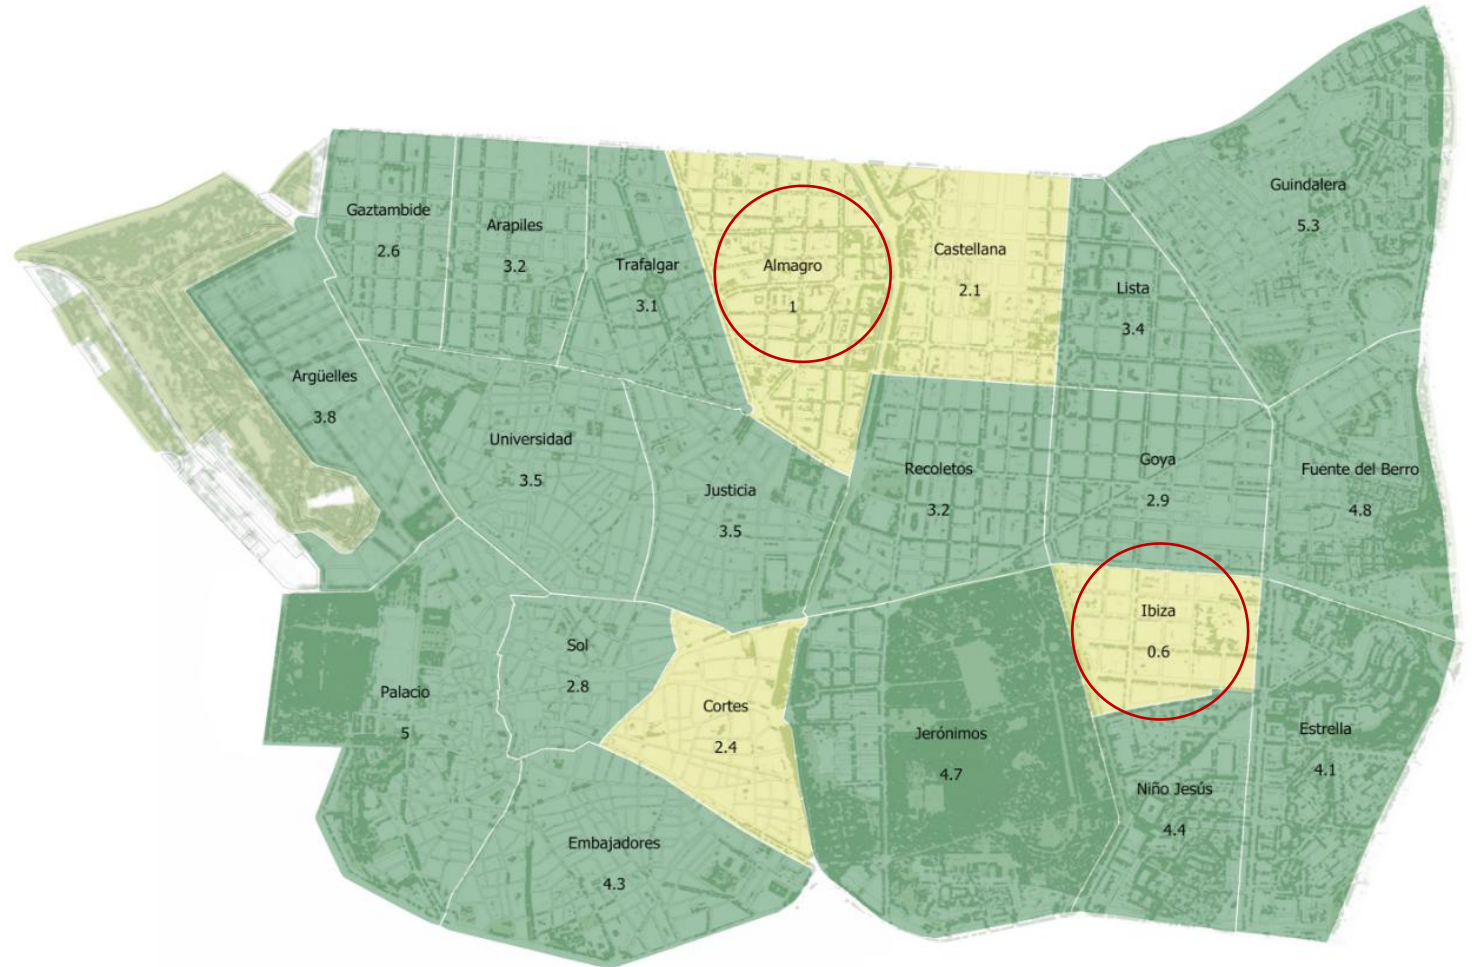 Guindalera
5.3
Gaztambide
2.6
Arapiles
3.2
Trafalgar
3.1
Almagro
1
Castellana
2.1
Lista
3.4
Argüelles
3.8
Universidad
3.5
Justicia
3.5
Recoletos
3.2
Goya
2.9
Fuente del Berro
4.8
Ibiza
0.6
Sol
2.8
Palacio
5
Cortes
2.4
Jerónimos
4.7
Estrella
4.1
Niño Jesús
4.4
Embajadores
4.3